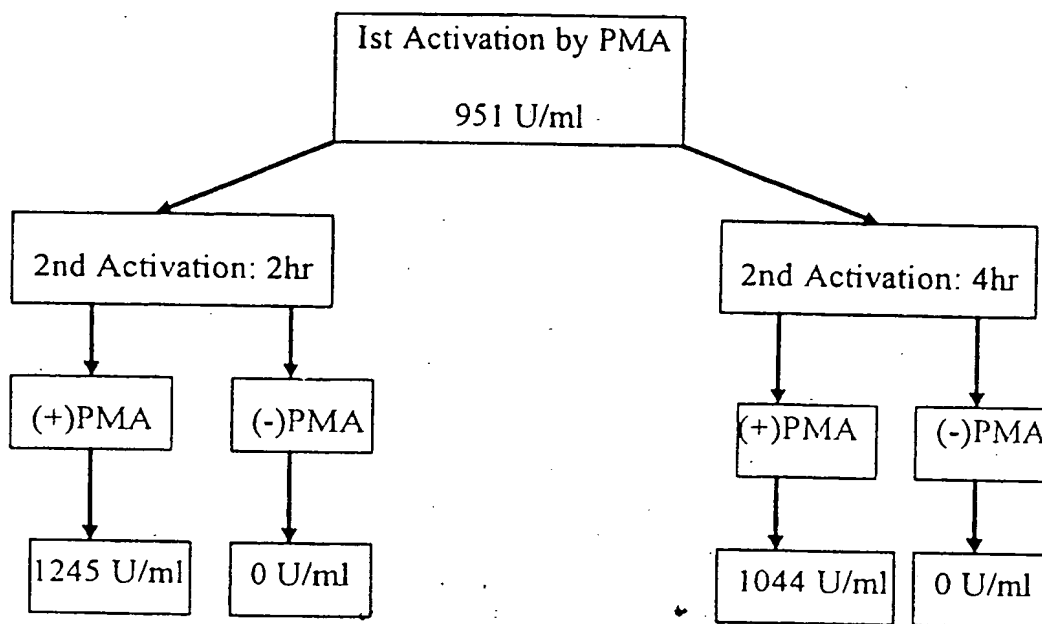 Ist Activation by PMA
951 U/ml
2nd Activation: 2hr
2nd Activation: 4hr
(+)PMA
(-)PMA
(+)PMA
(-)PMA
1245 U/ml
0 U/ml
1044 U/ml
0 U/ml